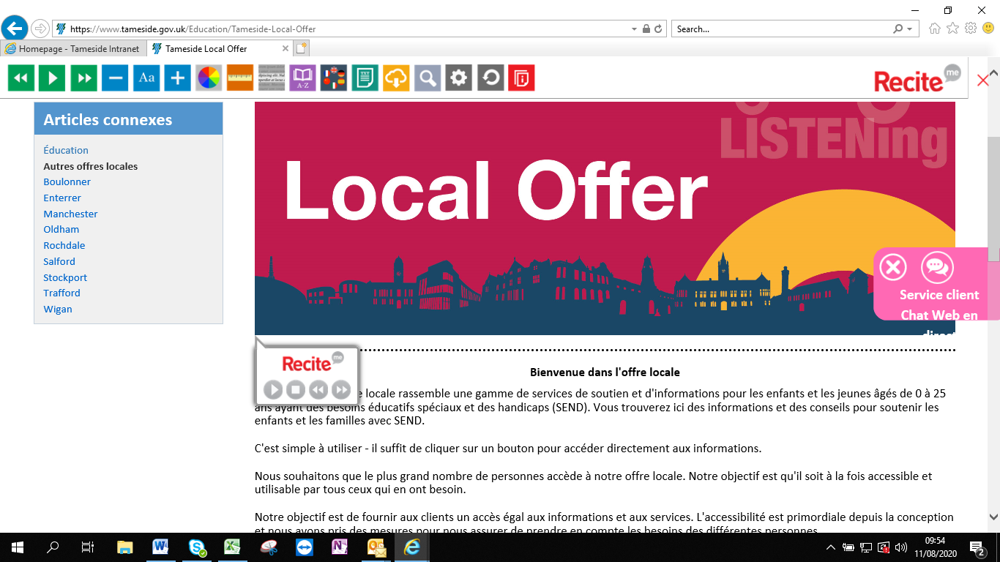 https://www.tameside.gov.uk/Education/Tameside-Local-Offer
Search...
Homepage - Tameside Intranet
Tameside Local Offer
Aa
A-Z
TXT
Recite me
Articles connexes
Éducation
Autres offres locales
Boulonner
Enterrer
Manchester
Oldham
Rochdale
Salford
Stockport
Trafford
Wigan
LISTENing
Local Offer
Service client
Chat Web en
direct
Recite me
Bienvenue dans l'offre locale
locale rassemble une gamme de services de soutien et d'informations pour les enfants et les jeunes âgés de 0 à 25
ans ayant des besoins éducatifs spéciaux et des handicaps (SEND). Vous trouverez ici des informations et des conseils pour soutenir les
enfants et les familles avec SEND.
C'est simple à utiliser - il suffit de cliquer sur un bouton pour accéder directement aux informations.
Nous souhaitons que le plus grand nombre de personnes accède à notre offre locale. Notre objectif est qu'il soit à la fois accessible et
utilisable par tous ceux qui en ont besoin.
Notre objectif est de fournir aux clients un accès égal aux informations et aux services. L'accessibilité est primordiale depuis la conception
et nous avons pris des mesures pour nous assurer de prendre en compte les besoins des différentes personnes
09:54
11/08/2020
2